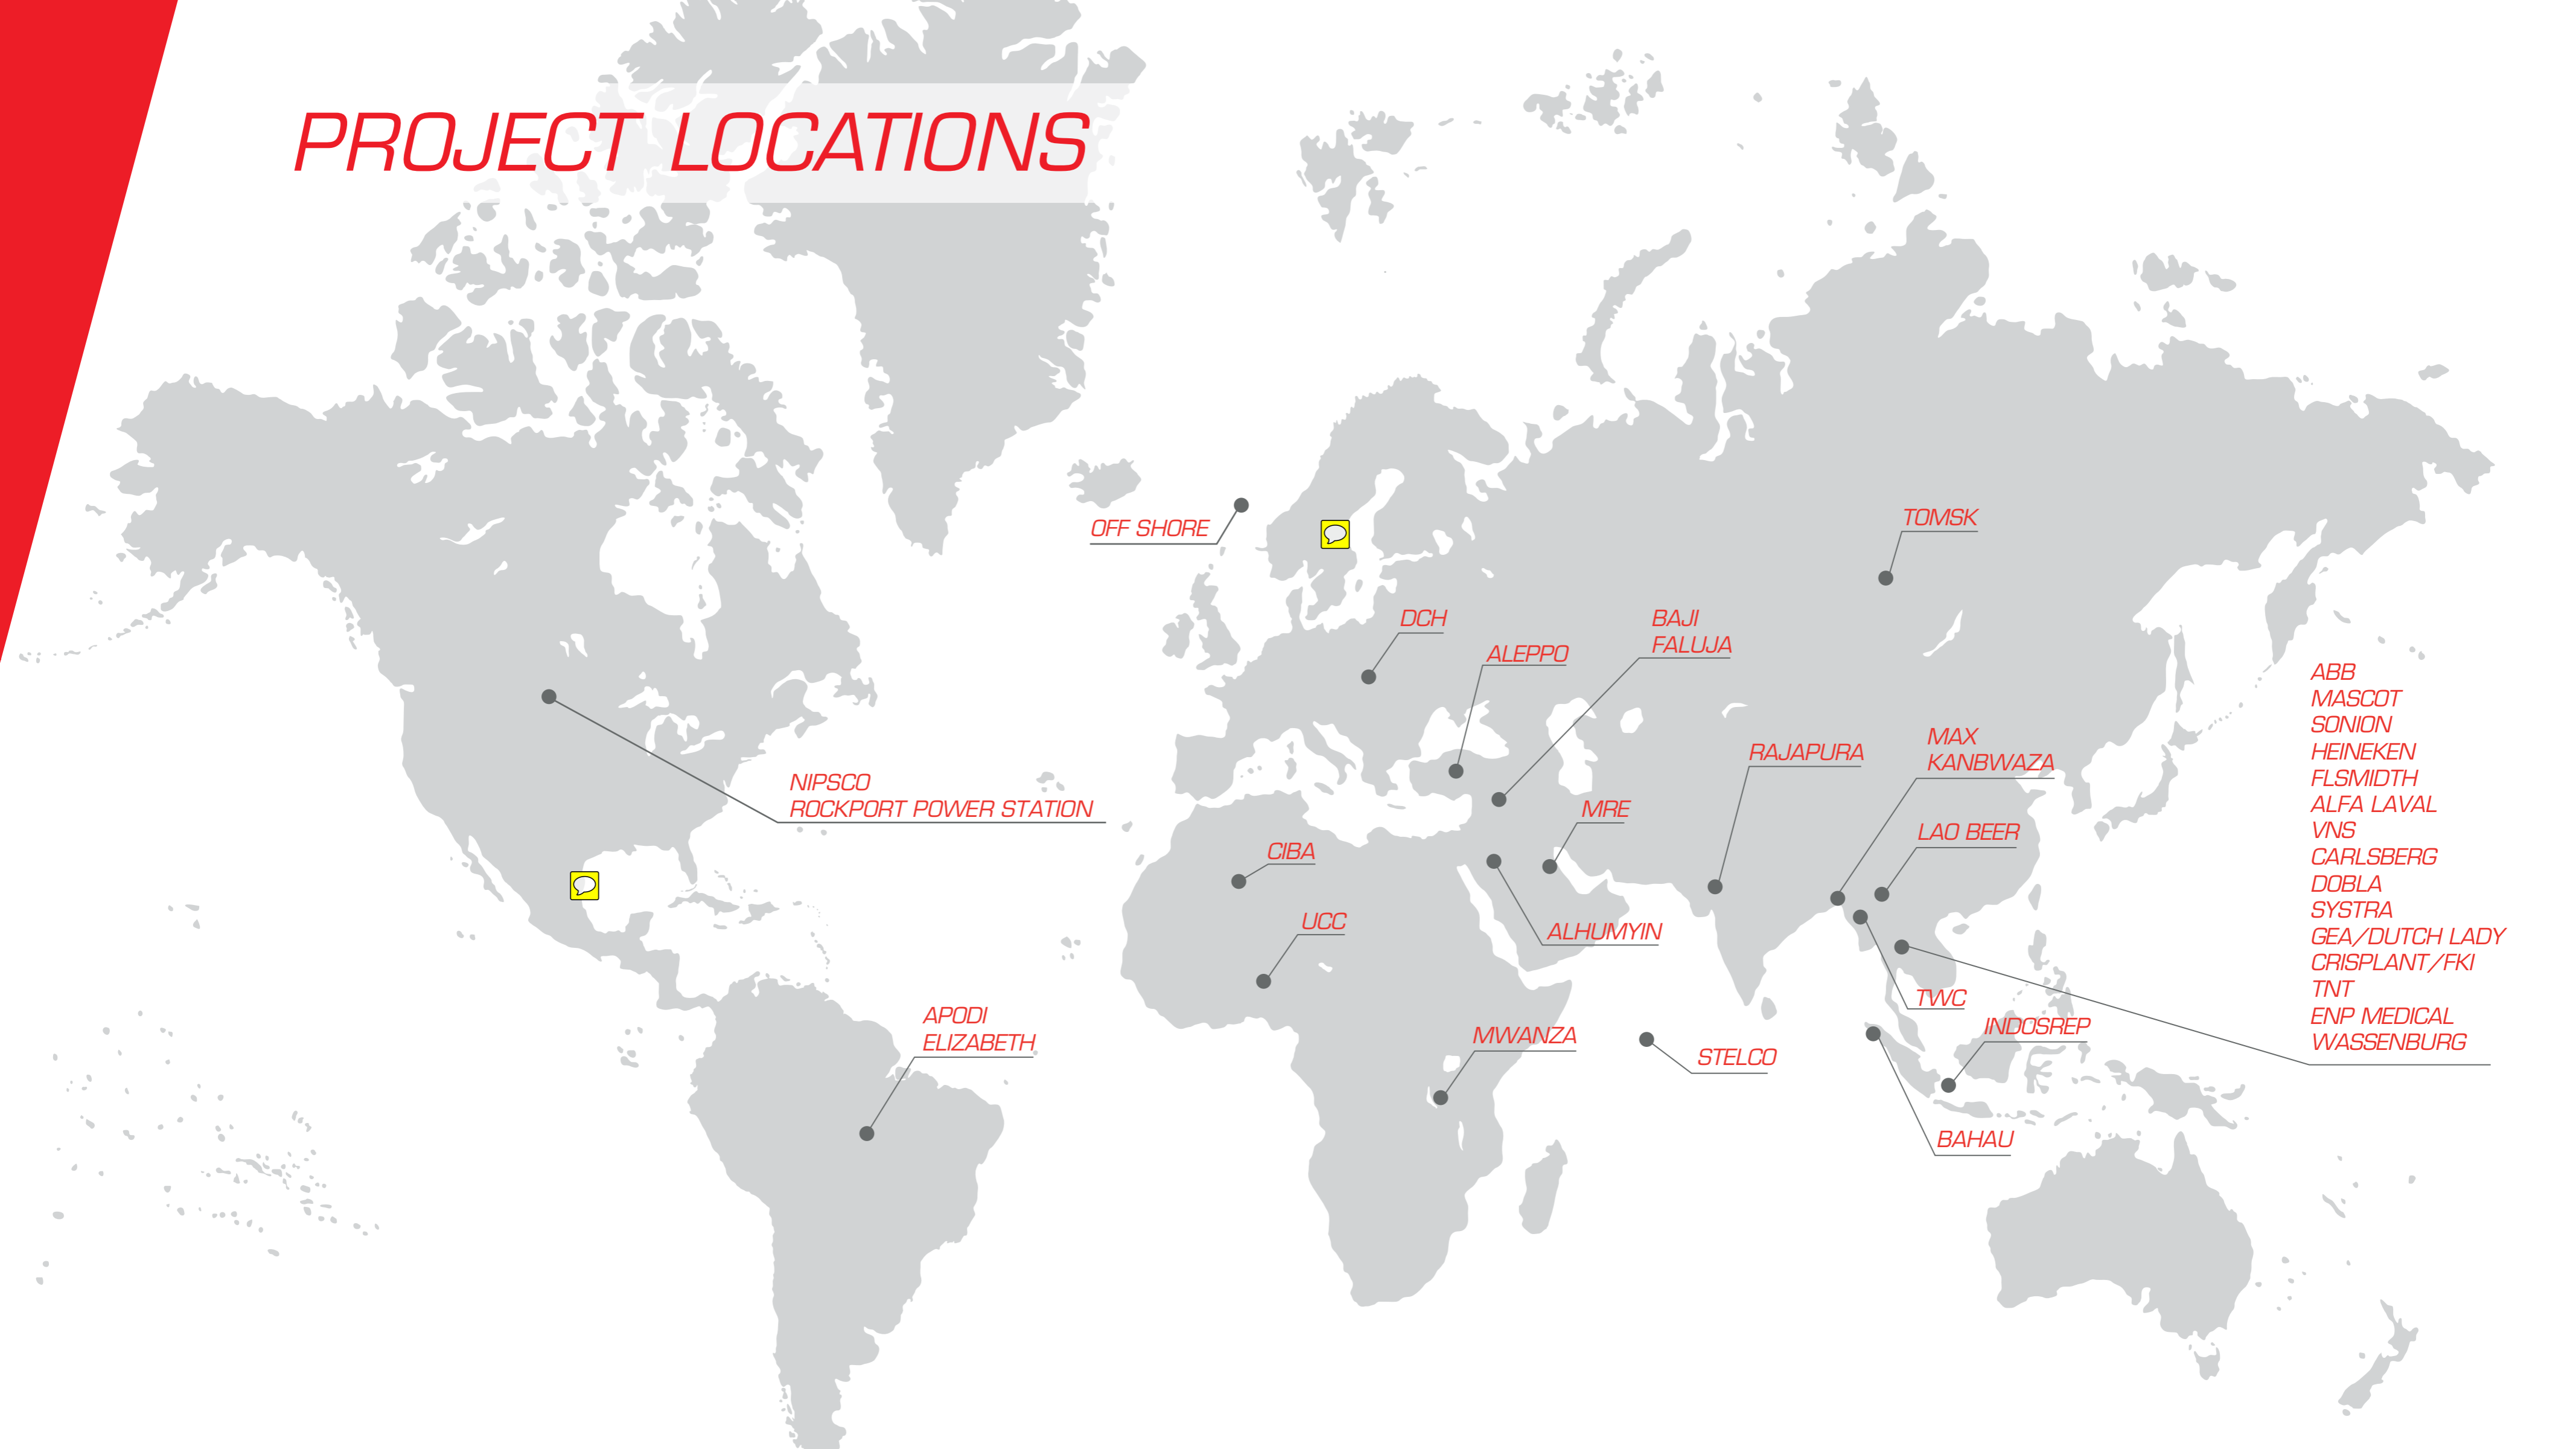 PROJECT LOCATIONS
OFF SHORE
TOMSK
DCH
ALEPPO
BAJI
FALUJA
NIPSCO
ROCKPORT POWER STATION
CIBA
UCC
MRE
ALHUMYIN
RAJAPURA
MAX
KANBWAZA
LAO BEER
TWC
INDOSREP
BAHAU
APODI
ELIZABETH
MWANZA
STELCO
ABB
MASCOT
SONION
HEINEKEN
FLSMIDTH
ALFA LAVAL
VNS
CARLSBERG
DOBLA
SYSTRA
GEA/DUTCH LADY
CRISPLANT/FKI
TNT
ENP MEDICAL
WASSENBURG